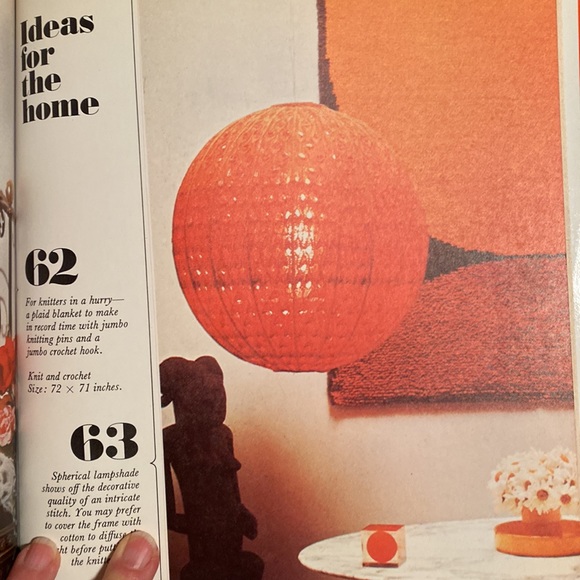 Ideas
for
the
home
62
For knitters in a hurry—
a plaid blanket to make
in record time with jumbo
knitting pins and a
jumbo crochet hook.
Knit and crochet
Size: 72 × 71 inches.
63
Spherical lampshade
shows off the decorative
quality of an intricate
stitch. You may prefer
to cover the frame with
cotton to diffuse
before
the